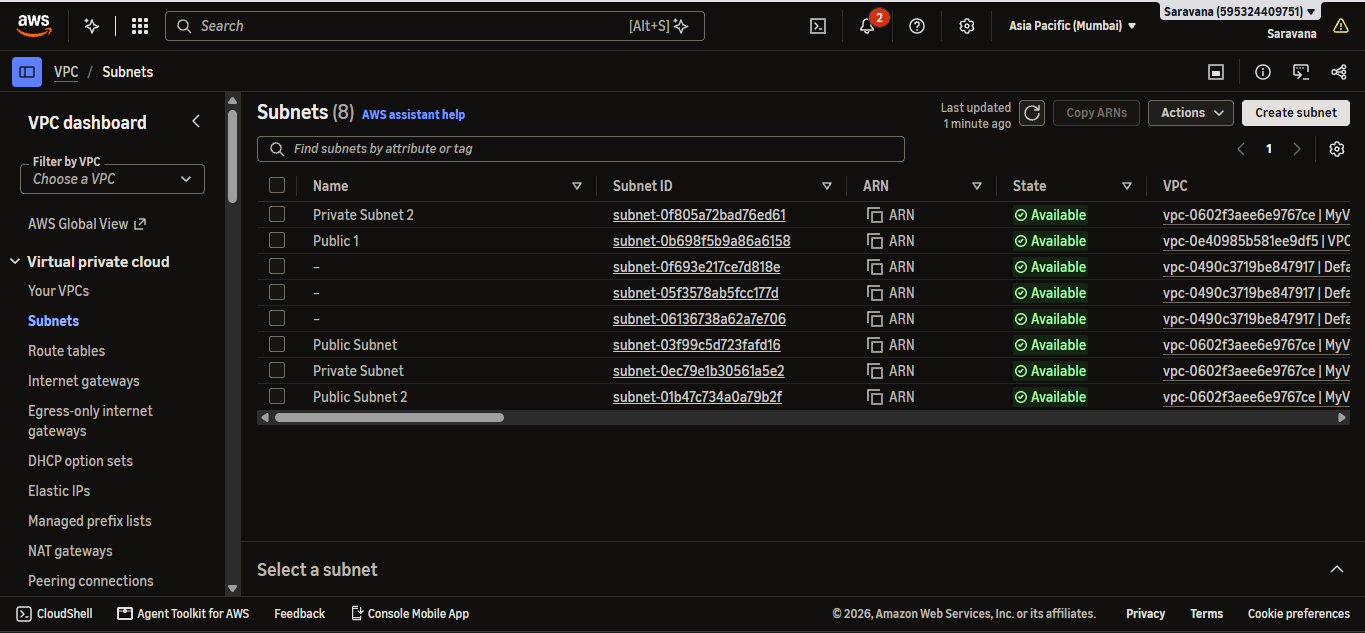 aws
Search [Alt+S]
2
Asia Pacific (Mumbai)
Saravana (595324409751)
Saravana
VPC / Subnets
VPC dashboard
Filter by VPC
Choose a VPC
AWS Global View
Virtual private cloud
Your VPCs
Subnets
Route tables
Internet gateways
Egress-only internet
gateways
DHCP option sets
Elastic IPs
Managed prefix lists
NAT gateways
Peering connections
Subnets (8) AWS assistant help
Last updated
1 minute ago
Copy ARNs Actions Create subnet
Find subnets by attribute or tag
1
Name Subnet ID ARN State VPC
Private Subnet 2 subnet-0f805a72bad76ed61 ARN Available vpc-0602f3aee6e9767ce | MyV
Public 1 subnet-0b698f5b9a86a6158 ARN Available vpc-0e40985b581ee9df5 | VPC
– subnet-0f693e217ce7d818e ARN Available vpc-0490c3719be847917 | Defa
– subnet-05f3578ab5fcc177d ARN Available vpc-0490c3719be847917 | Defa
– subnet-06136738a62a7e706 ARN Available vpc-0490c3719be847917 | Defa
Public Subnet subnet-03f99c5d723fafd16 ARN Available vpc-0602f3aee6e9767ce | MyV
Private Subnet subnet-0ec79e1b30561a5e2 ARN Available vpc-0602f3aee6e9767ce | MyV
Public Subnet 2 subnet-01b47c734a0a79b2f ARN Available vpc-0602f3aee6e9767ce | MyV
Select a subnet
CloudShell Agent Toolkit for AWS Feedback Console Mobile App © 2026, Amazon Web Services, Inc. or its affiliates. Privacy Terms Cookie preferences